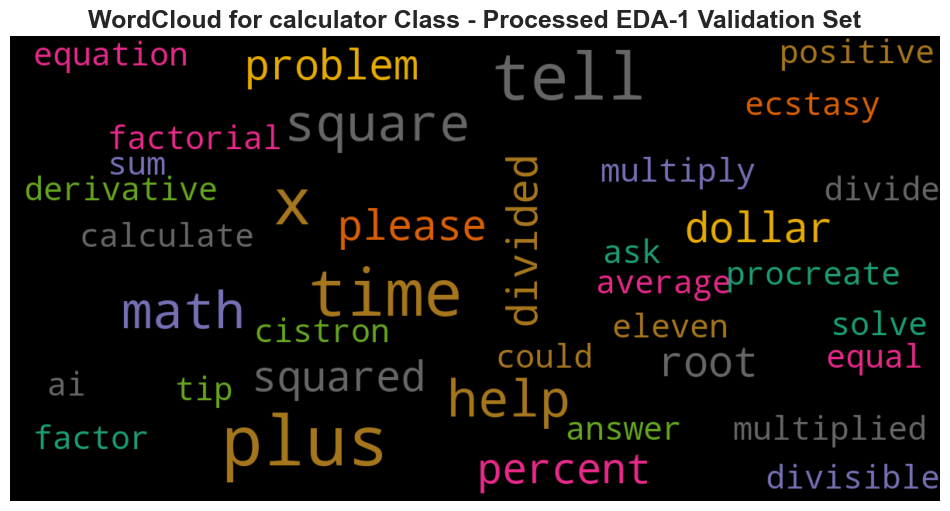 WordCloud for calculator Class - Processed EDA-1 Validation Set
equation
problem
tell
positive
ecstasy
square
factorial
sum
derivative
calculate
x
please
divided
multiply
divide
dollar
ask
average
procreate
time
math
cistron
eleven
solve
could
root
equal
ai
tip
squared
help
factor
plus
answer
multiplied
percent
divisible